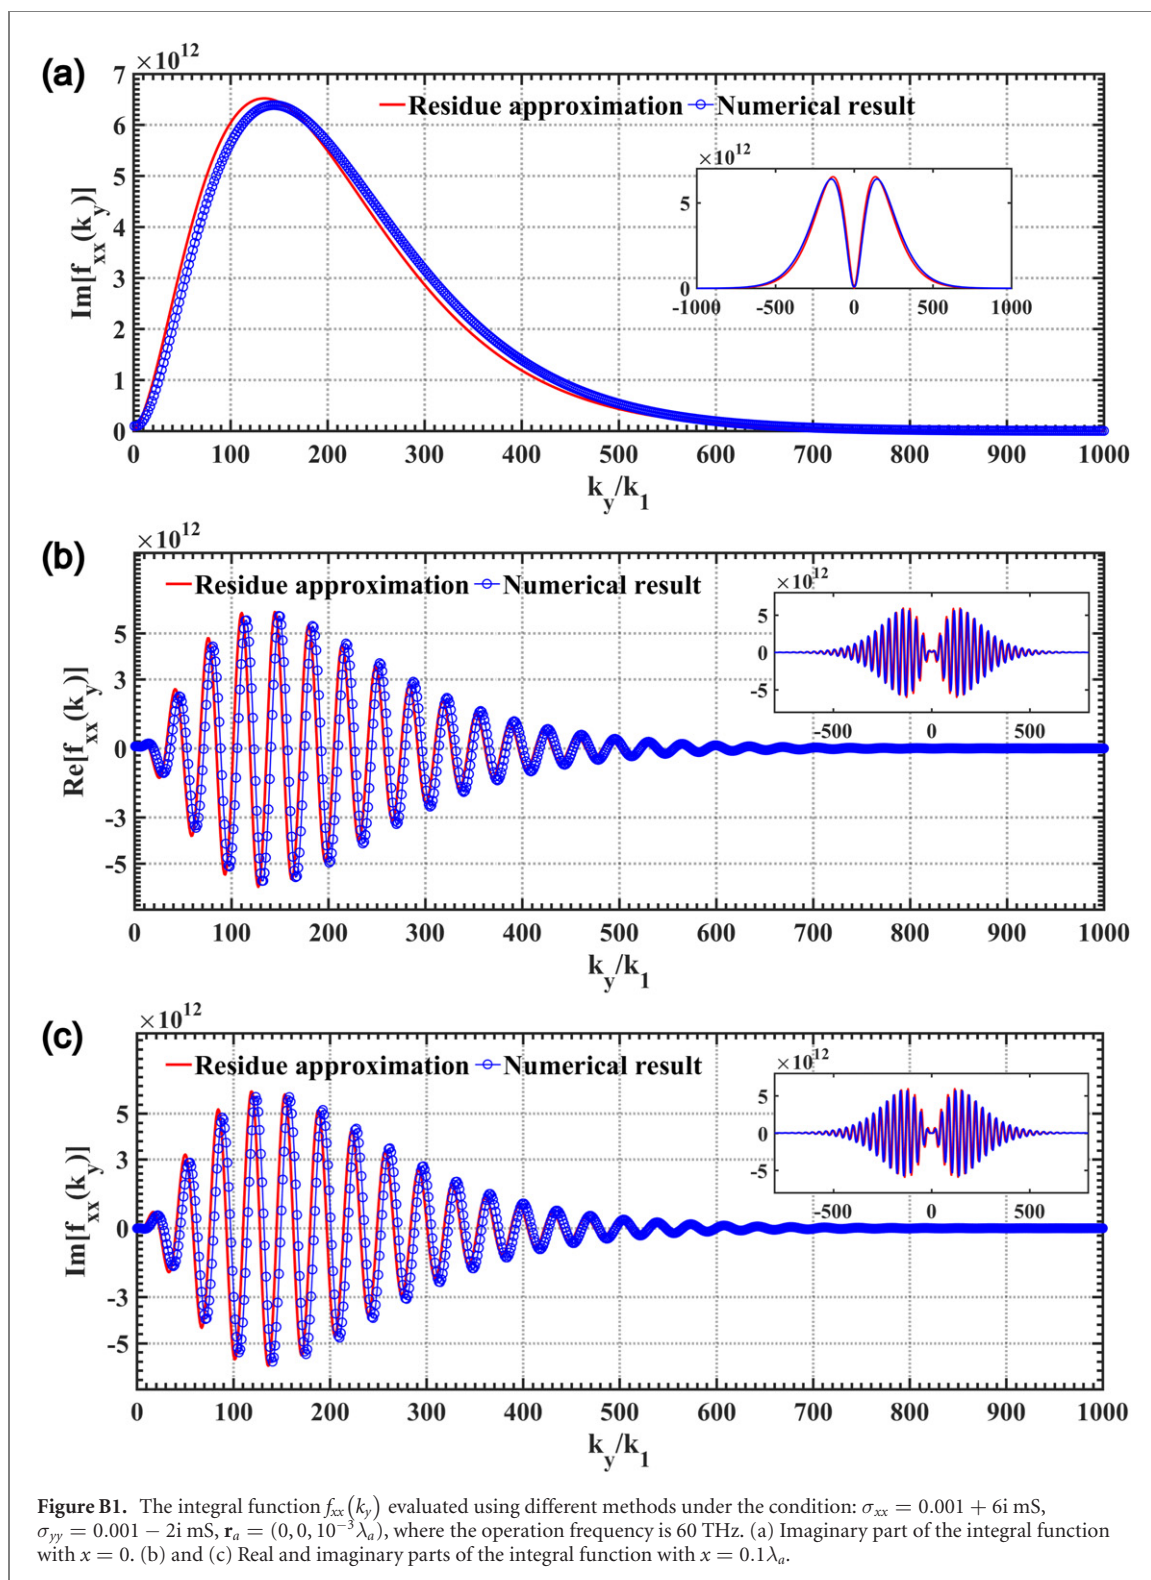 (a)
×10^12
7
6
5
4
3
2
1
0
Im[f_xx(k_y)]
Residue approximation Numerical result
×10^12
5
0
-1000 -500 0 500 1000
0 100 200 300 400 500 600 700 800 900 1000
k_y/k_1
(b)
×10^12
5
3
0
-3
-5
Re[f_xx(k_y)]
Residue approximation Numerical result
×10^12
5
0
-5
-500 0 500
0 100 200 300 400 500 600 700 800 900 1000
k_y/k_1
(c)
×10^12
5
3
0
-3
-5
Im[f_xx(k_y)]
Residue approximation Numerical result
×10^12
5
0
-5
-500 0 500
0 100 200 300 400 500 600 700 800 900 1000
k_y/k_1
Figure B1. The integral function f_xx(k_y) evaluated using different methods under the condition: σ_xx = 0.001 + 6i mS,
σ_yy = 0.001 − 2i mS, r_a = (0, 0, 10^−3 λ_a), where the operation frequency is 60 THz. (a) Imaginary part of the integral function
with x = 0. (b) and (c) Real and imaginary parts of the integral function with x = 0.1λ_a.